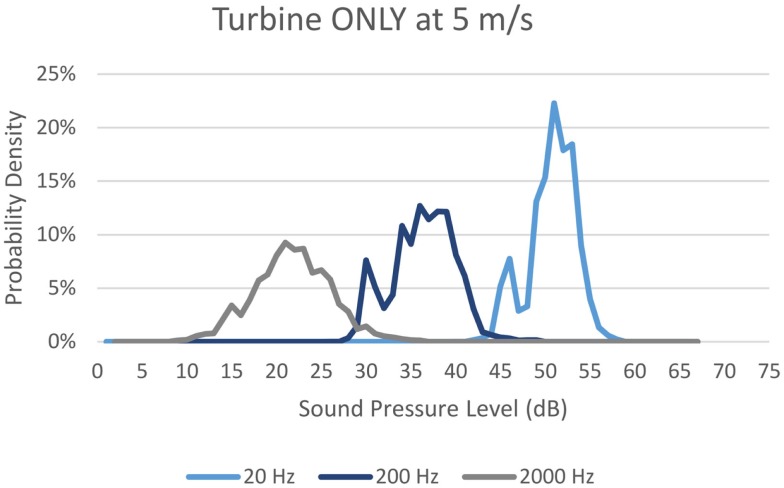 Turbine ONLY at 5 m/s
25%
20%
15%
10%
5%
0%
Probability Density
0 5 10 15 20 25 30 35 40 45 50 55 60 65 70 75
Sound Pressure Level (dB)
20 Hz 200 Hz 2000 Hz